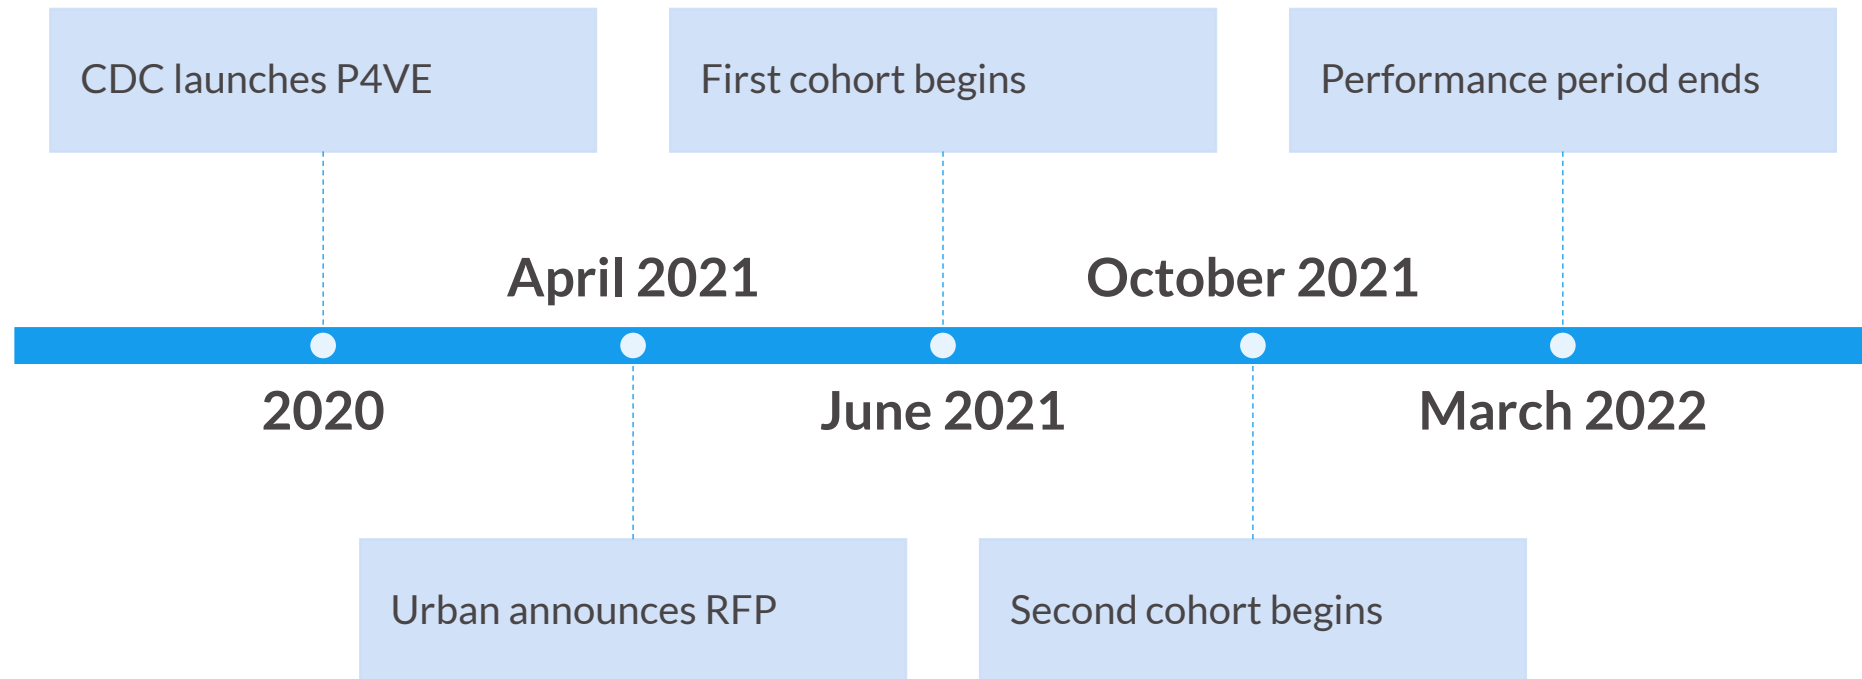 CDC launches P4VE
First cohort begins
Performance period ends
April 2021
October 2021
2020
June 2021
March 2022
Urban announces RFP
Second cohort begins